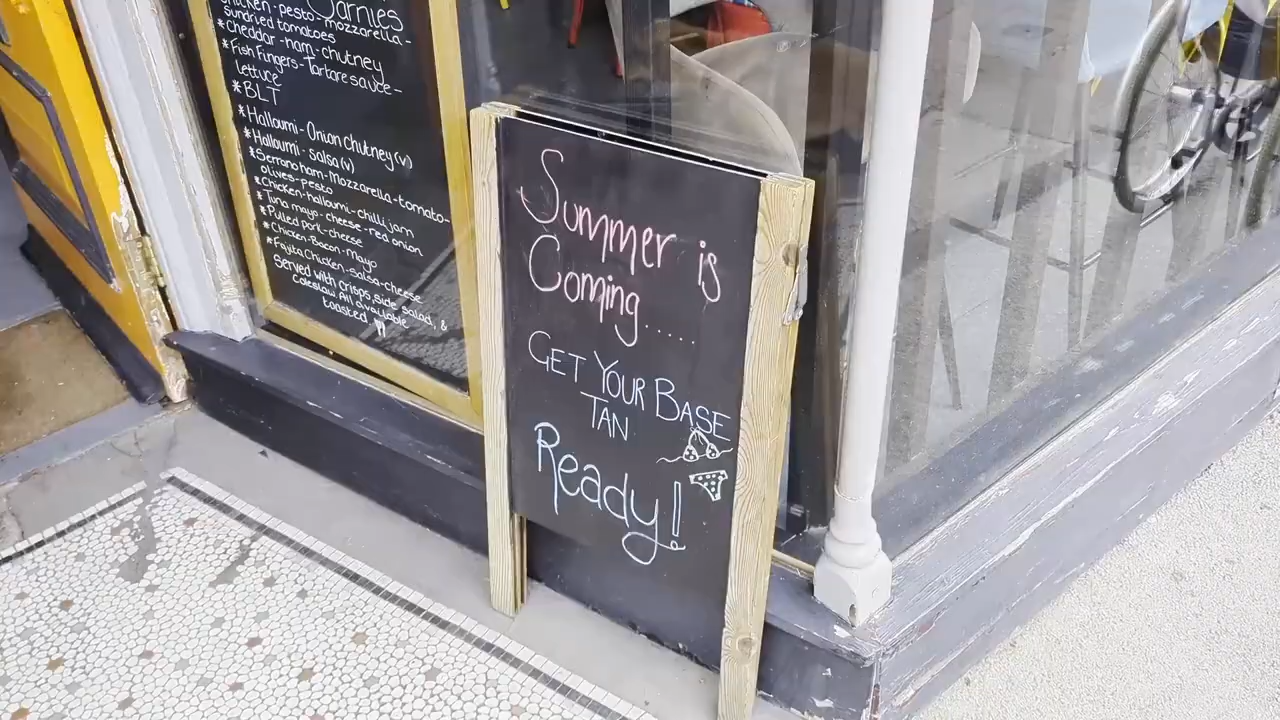 Sarnies
Chicken-pesto-mozzarella-
sundried tomatoes
*cheddar-ham-chutney
*Fish Fingers-Tartare sauce-
lettuce
*BLT
*Halloumi-Onion chutney(v)
*Halloumi-salsa(v)
*Serrano ham-Mozzarella-tomato-
olives-pesto
*Chicken-halloumi-chilli jam
*Tuna mayo-cheese-red onion
*Pulled pork-cheese
*Chicken-Bacon-mayo
*Fajita Chicken-salsa-cheese
Served with crisps, side salad, &
coleslaw. All available
toasted!!
Summer is
Coming.....
GET YOUR BASE
TAN
Ready!